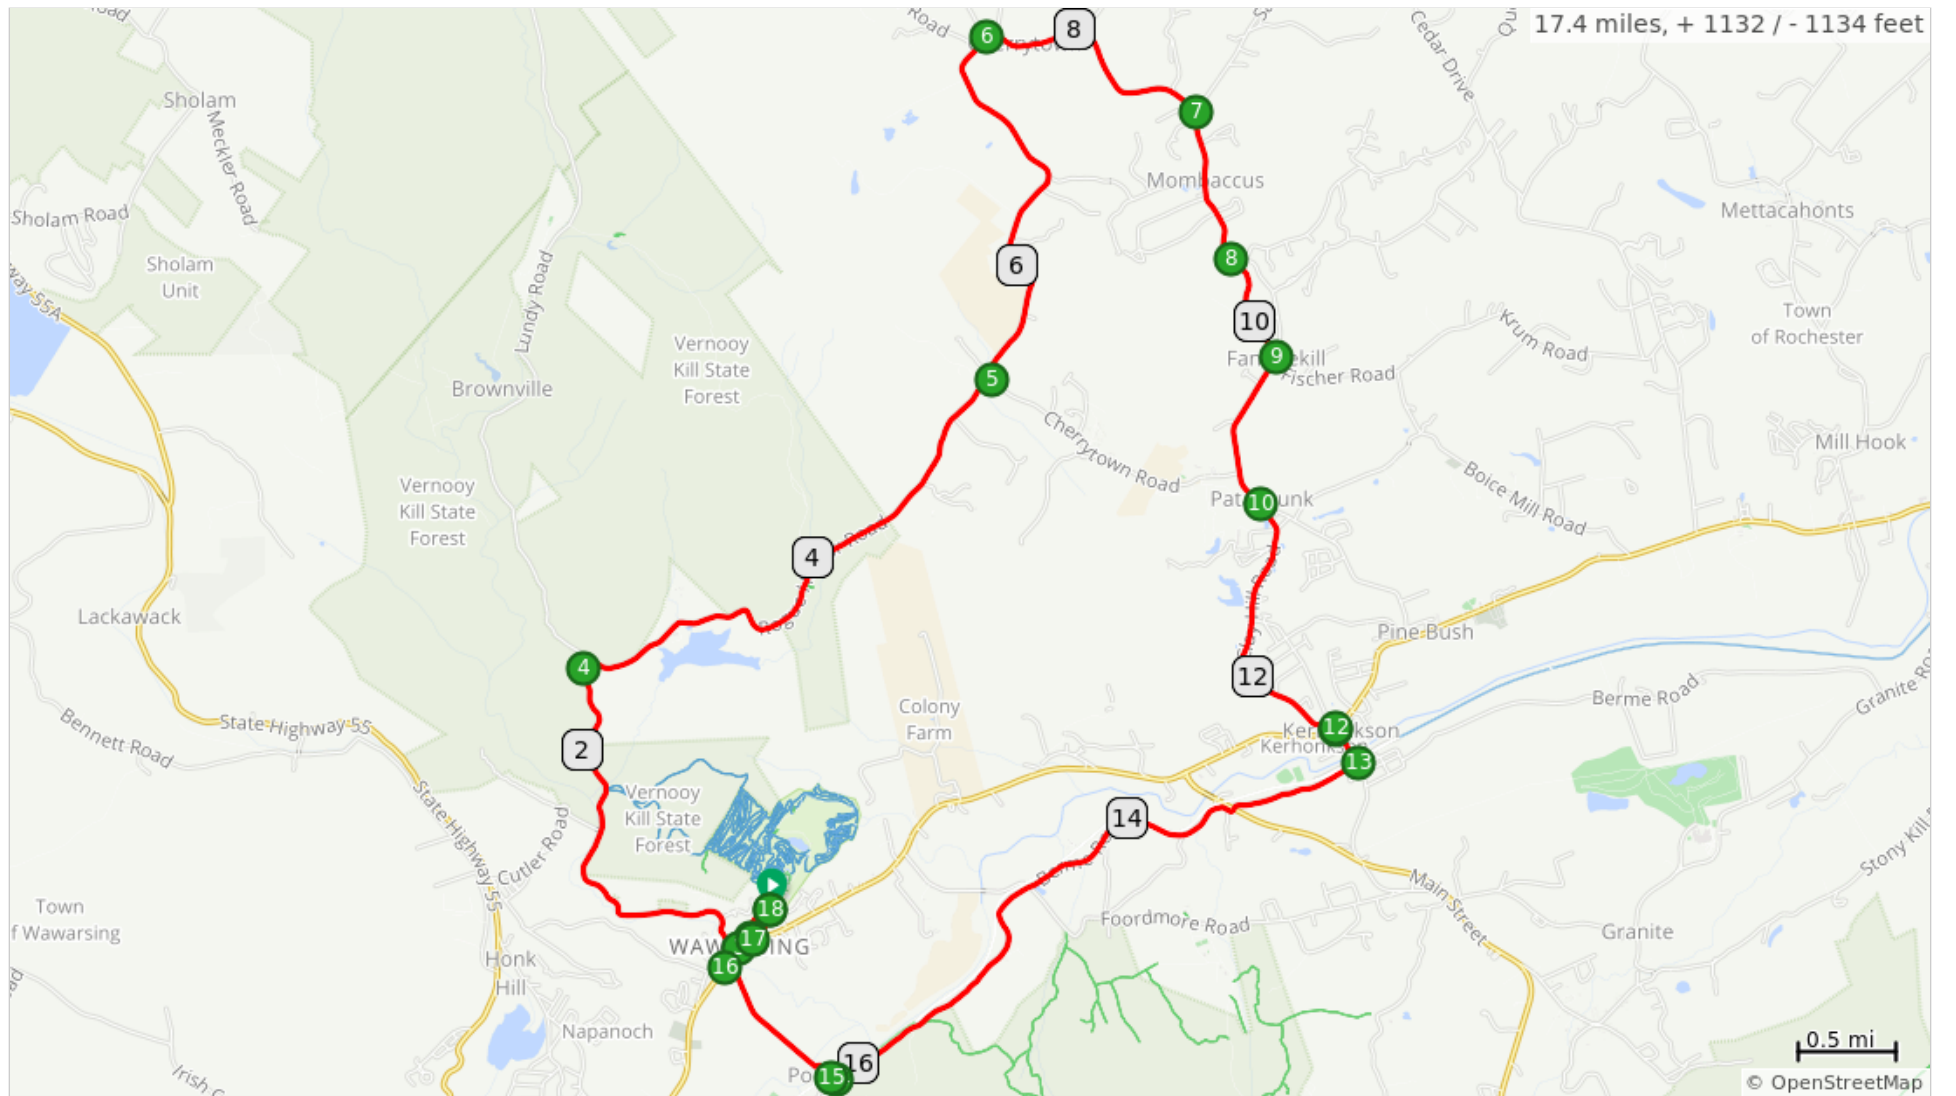 Road
6
8
Cedar Drive
17.4 miles, + 1132 / - 1134 feet
Sholam
Meckler Road
7
Mombaccus
Sholam Road
Mettacahonts
Sholam
Unit
6
8
way 55A
Lundy Road
10
Krum Road
Town
of Rochester
Vernooy
Kill State
Forest
9
Fischer Road
Brownville
5
Cherrytown Road
Mill Hook
Vernooy
Kill State
Forest
10
Boice Mill Road
4
Road
Lackawack
Pine Bush
4
12
Berme Road
Bennett Road
State Highway 55
Colony
Farm
2
12
Kerhonkson
13
State Highway 55
Vernooy
Kill State
Forest
14
Cutler Road
Main Street
Town
f Wawarsing
18
Foordmore Road
Granite
17
16
Honk
Hill
Napanoch
0.5 mi
16
15
© OpenStreetMap